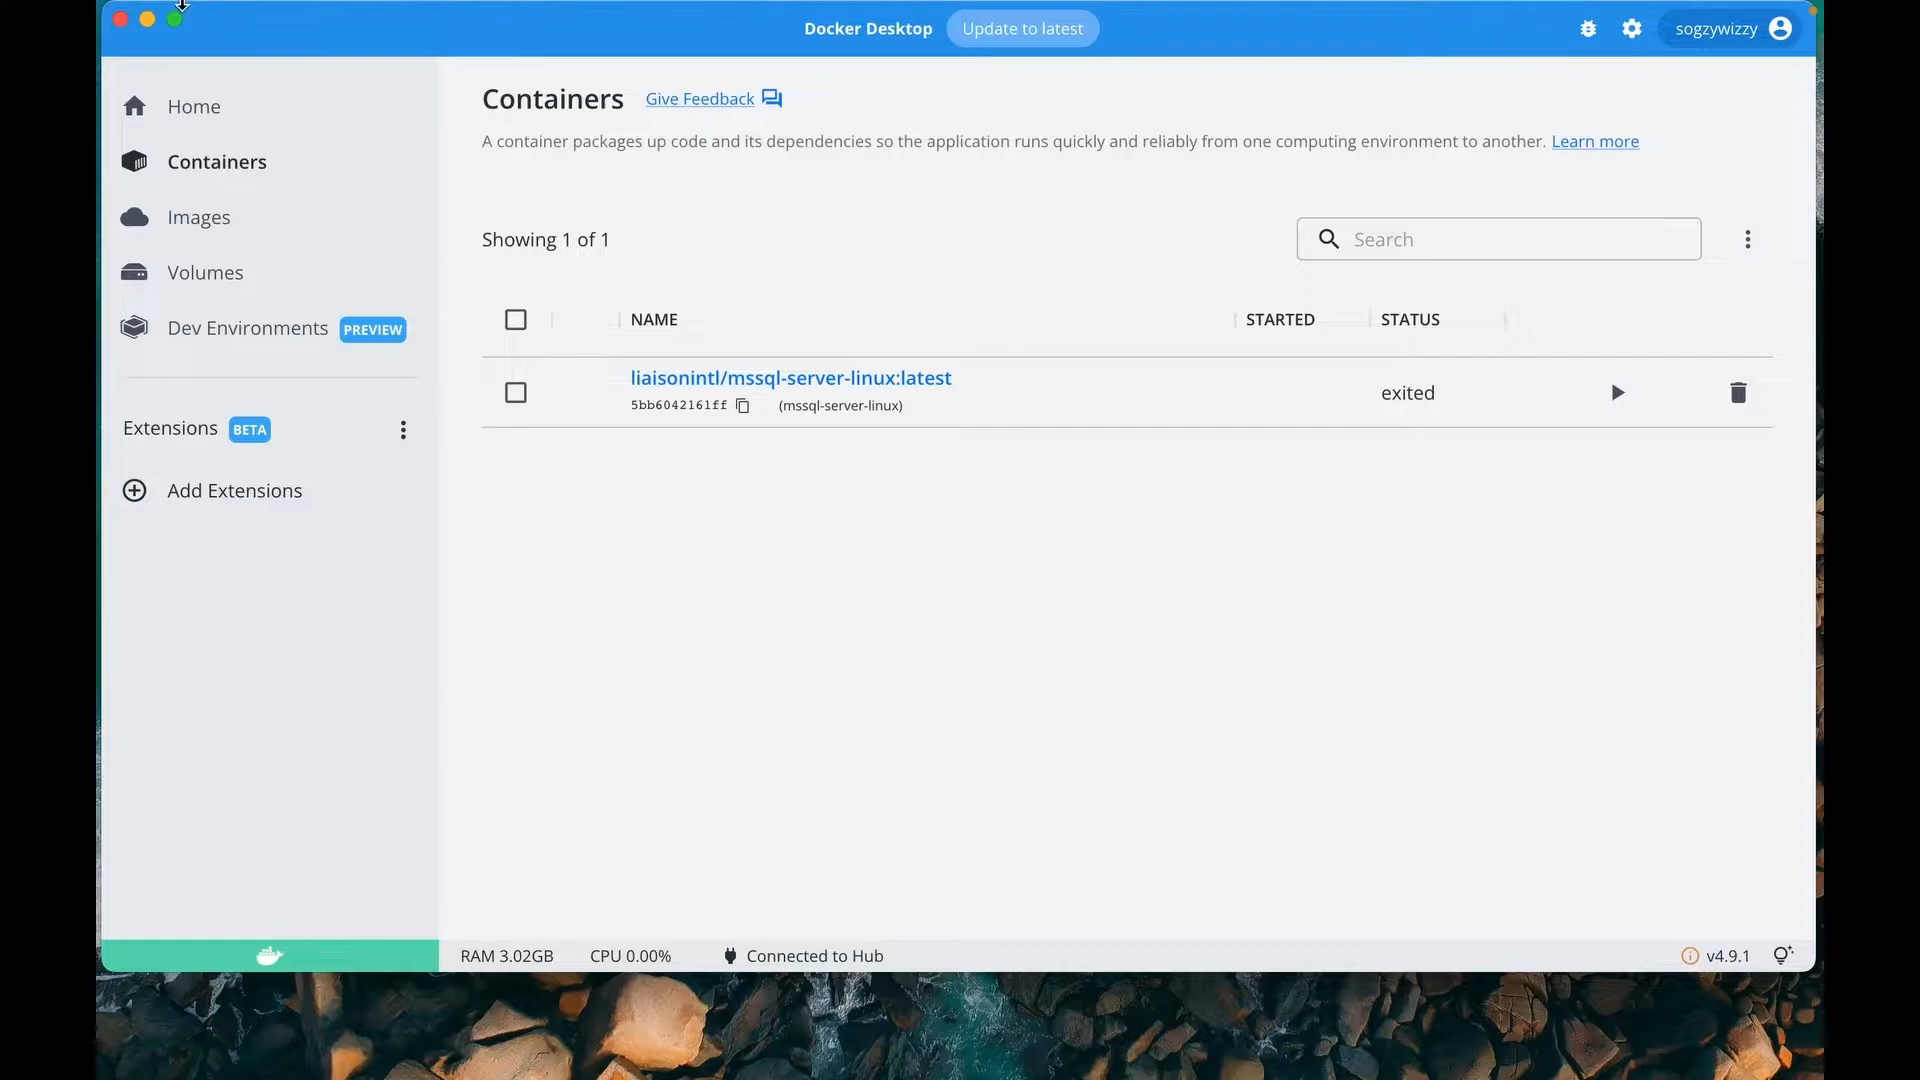 Docker Desktop
Update to latest
sogzywizzy
Home
Containers
Images
Volumes
Dev Environments PREVIEW
Extensions BETA
Add Extensions
Containers
Give Feedback
A container packages up code and its dependencies so the application runs quickly and reliably from one computing environment to another. Learn more
Showing 1 of 1
Search
NAME STARTED STATUS
liaisonintl/mssql-server-linux:latest
5bb6042161ff (mssql-server-linux)
exited
RAM 3.02GB CPU 0.00% Connected to Hub
v4.9.1